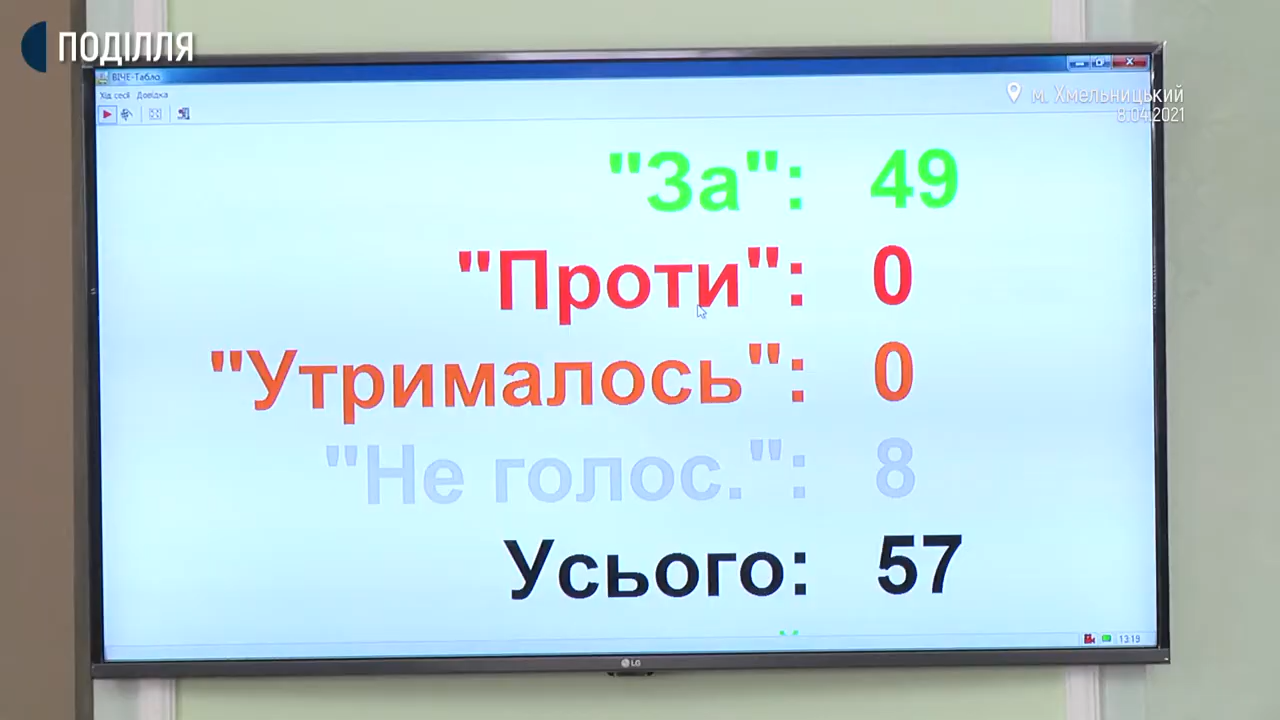 ПОДІЛЛЯ
ВІЧЕ-Табло
Хід сесії Довідка
м. Хмельницький
8.04.2021
"За": 49
"Проти": 0
"Утрималось": 0
"Не голос.": 8
Усього: 57
13:19
LG